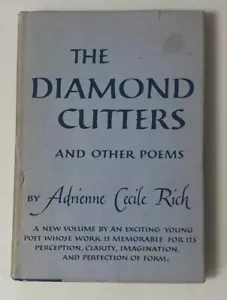 THE
DIAMOND
CUTTERS
AND OTHER POEMS
BY Adrienne Cecile Rich
A NEW VOLUME BY AN EXCITING YOUNG
POET WHOSE WORK IS MEMORABLE FOR ITS
PERCEPTION, CLARITY, IMAGINATION,
AND PERFECTION OF FORM.